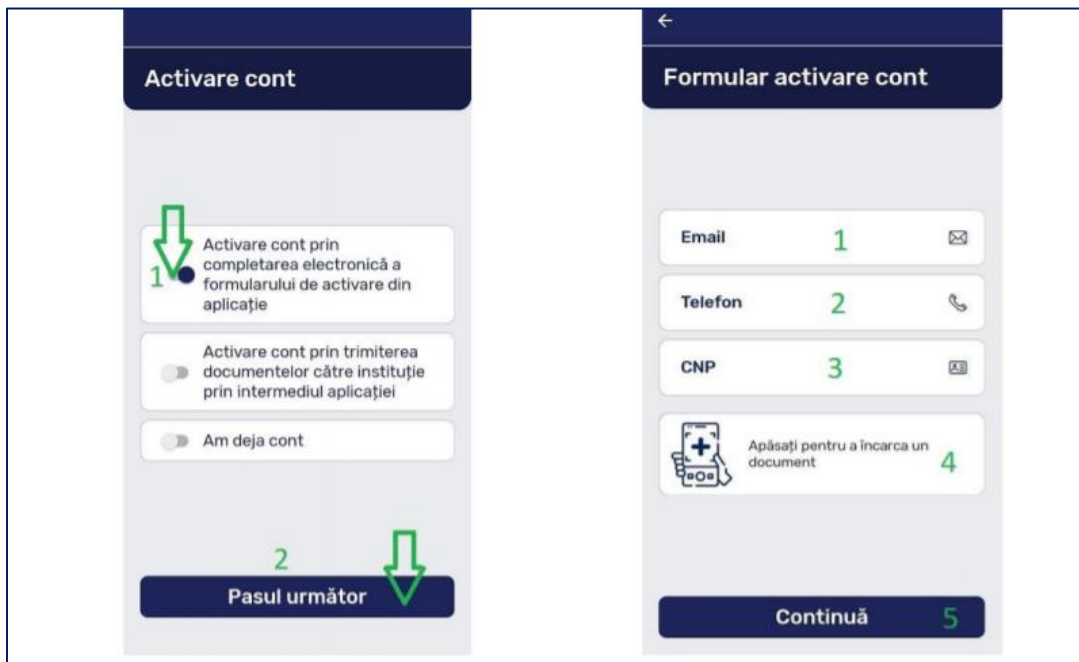 Activare cont
1
Activare cont prin
completarea electronică a
formularului de activare din
aplicație
Activare cont prin trimiterea
documentelor către instituție
prin intermediul aplicației
Am deja cont
2
Pasul următor
Formular activare cont
Email 1
Telefon 2
CNP 3
Apăsați pentru a încarca un
document 4
Continuă 5